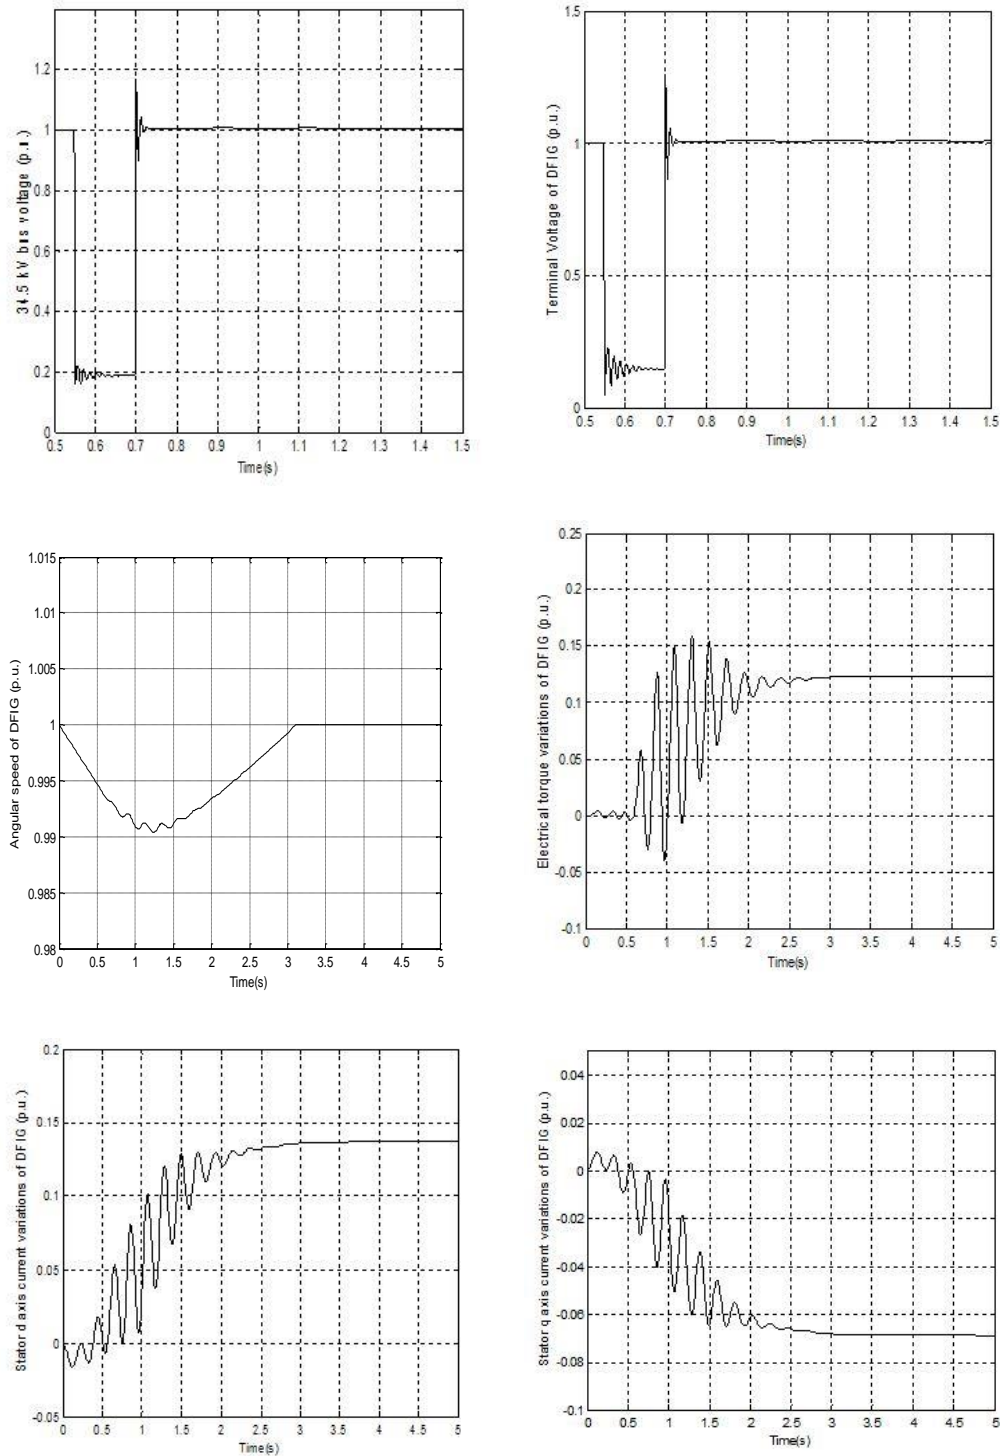 34.5 kV bus voltage (p.u.)
1.2
1
0.8
0.6
0.4
0.2
0
0.5 0.6 0.7 0.8 0.9 1 1.1 1.2 1.3 1.4 1.5
Time(s)
Terminal Voltage of DFIG (p.u.)
1.5
1
0.5
0
0.5 0.6 0.7 0.8 0.9 1 1.1 1.2 1.3 1.4 1.5
Time(s)
Angular speed of DFIG (p.u.)
1.015
1.01
1.005
1
0.995
0.99
0.985
0.98
0 0.5 1 1.5 2 2.5 3 3.5 4 4.5 5
Time(s)
Electrical torque variations of DFIG (p.u.)
0.25
0.2
0.15
0.1
0.05
0
-0.05
-0.1
0 0.5 1 1.5 2 2.5 3 3.5 4 4.5 5
Time(s)
Stator d axis current variations of DFIG (p.u.)
0.2
0.15
0.1
0.05
0
-0.05
0 0.5 1 1.5 2 2.5 3 3.5 4 4.5 5
Time(s)
Stator q axis current variations of DFIG (p.u.)
0.04
0.02
0
-0.02
-0.04
-0.06
-0.08
-0.1
0 0.5 1 1.5 2 2.5 3 3.5 4 4.5 5
Time(s)